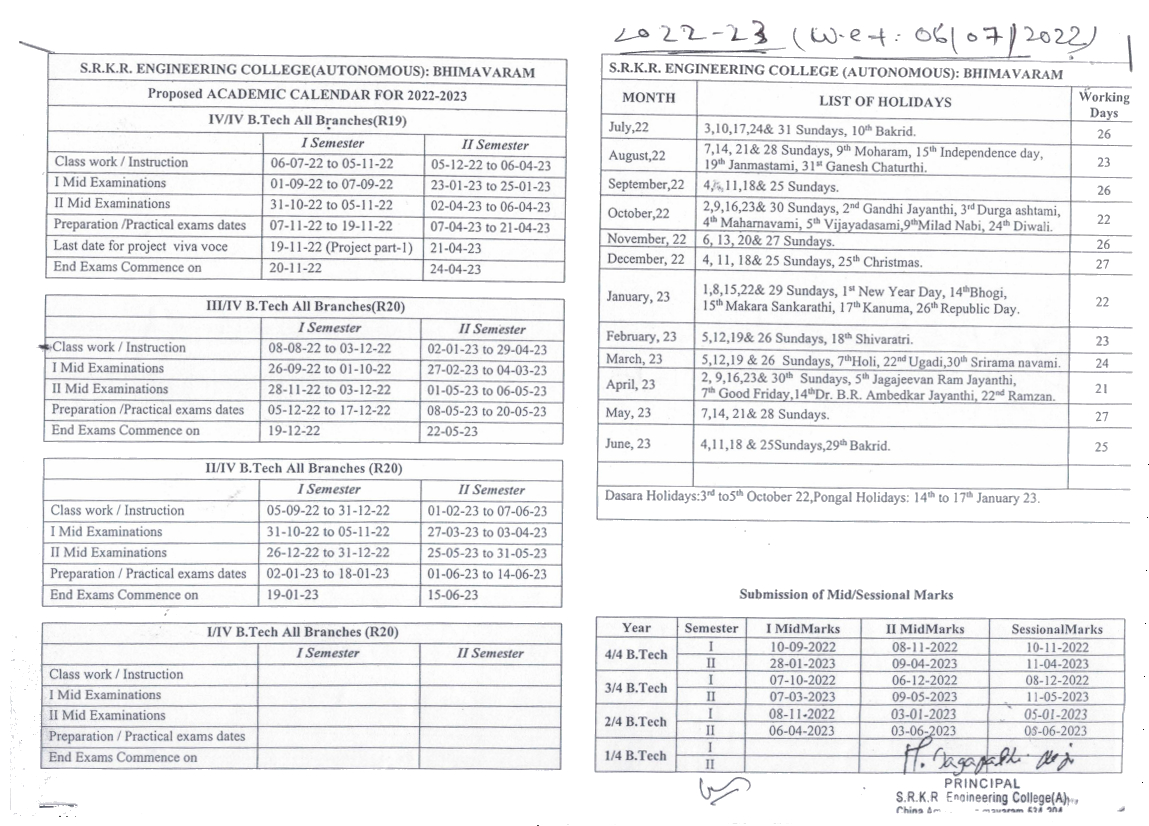 2022-23 (w.e.f: 06/07/2022)
S.R.K.R. ENGINEERING COLLEGE(AUTONOMOUS): BHIMAVARAM
Proposed ACADEMIC CALENDAR FOR 2022-2023
IV/IV B.Tech All Branches(R19)
I Semester II Semester
Class work / Instruction 06-07-22 to 05-11-22 05-12-22 to 06-04-23
I Mid Examinations 01-09-22 to 07-09-22 23-01-23 to 25-01-23
II Mid Examinations 31-10-22 to 05-11-22 02-04-23 to 06-04-23
Preparation /Practical exams dates 07-11-22 to 19-11-22 07-04-23 to 21-04-23
Last date for project viva voce 19-11-22 (Project part-1) 21-04-23
End Exams Commence on 20-11-22 24-04-23
III/IV B.Tech All Branches(R20)
I Semester II Semester
Class work / Instruction 08-08-22 to 03-12-22 02-01-23 to 29-04-23
I Mid Examinations 26-09-22 to 01-10-22 27-02-23 to 04-03-23
II Mid Examinations 28-11-22 to 03-12-22 01-05-23 to 06-05-23
Preparation /Practical exams dates 05-12-22 to 17-12-22 08-05-23 to 20-05-23
End Exams Commence on 19-12-22 22-05-23
II/IV B.Tech All Branches (R20)
I Semester II Semester
Class work / Instruction 05-09-22 to 31-12-22 01-02-23 to 07-06-23
I Mid Examinations 31-10-22 to 05-11-22 27-03-23 to 03-04-23
II Mid Examinations 26-12-22 to 31-12-22 25-05-23 to 31-05-23
Preparation / Practical exams dates 02-01-23 to 18-01-23 01-06-23 to 14-06-23
End Exams Commence on 19-01-23 15-06-23
I/IV B.Tech All Branches (R20)
I Semester II Semester
Class work / Instruction
I Mid Examinations
II Mid Examinations
Preparation /Practical exams dates
End Exams Commence on
S.R.K.R. ENGINEERING COLLEGE (AUTONOMOUS): BHIMAVARAM
MONTH LIST OF HOLIDAYS Working Days
July,22 3,10,17,24& 31 Sundays, 10th Bakrid. 26
August,22 7,14, 21& 28 Sundays, 9th Moharam, 15th Independence day,
19th Janmastami, 31st Ganesh Chaturthi. 23
September,22 4, 11,18& 25 Sundays. 26
October,22 2,9,16,23& 30 Sundays, 2nd Gandhi Jayanthi, 3rd Durga ashtami,
4th Maharnavami, 5th Vijayadasami,9th Milad Nabi, 24th Diwali. 22
November, 22 6, 13, 20& 27 Sundays. 26
December, 22 4, 11, 18& 25 Sundays, 25th Christmas. 27
January, 23 1,8,15,22& 29 Sundays, 1st New Year Day, 14th Bhogi,
15th Makara Sankarathi, 17th Kanuma, 26th Republic Day. 22
February, 23 5,12,19& 26 Sundays, 18th Shivaratri. 23
March, 23 5,12,19 & 26 Sundays, 7th Holi, 22nd Ugadi,30th Srirama navami. 24
April, 23 2, 9,16,23& 30th Sundays, 5th Jagajeevan Ram Jayanthi,
7th Good Friday,14th Dr. B.R. Ambedkar Jayanthi, 22nd Ramzan. 21
May, 23 7,14, 21& 28 Sundays. 27
June, 23 4,11,18 & 25Sundays,29th Bakrid. 25
Dasara Holidays:3rd to5th October 22,Pongal Holidays: 14th to 17th January 23.
Submission of Mid/Sessional Marks
Year Semester I MidMarks II MidMarks SessionalMarks
4/4 B.Tech I 10-09-2022 08-11-2022 10-11-2022
II 28-01-2023 09-04-2023 11-04-2023
3/4 B.Tech I 07-10-2022 06-12-2022 08-12-2022
II 07-03-2023 09-05-2023 11-05-2023
2/4 B.Tech I 08-11-2022 03-01-2023 05-01-2023
II 06-04-2023 03-06-2023 05-06-2023
1/4 B.Tech I
II
PRINCIPAL
S.R.K.R Engineering College(A)